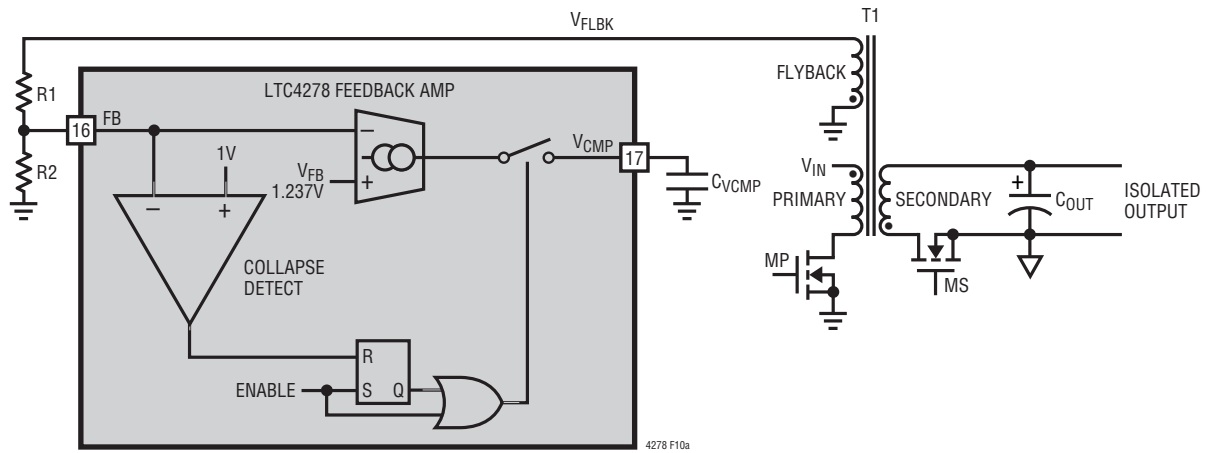 T1
VFLBK
FLYBACK
R1
LTC4278 FEEDBACK AMP
16
FB
−
1V
VFB
1.237V
+
VCMP
17
CVCMP
R2
−
+
COLLAPSE
DETECT
VIN
PRIMARY
SECONDARY
+
COUT
ISOLATED
OUTPUT
MP
MS
R
ENABLE
S
Q
4278 F10a